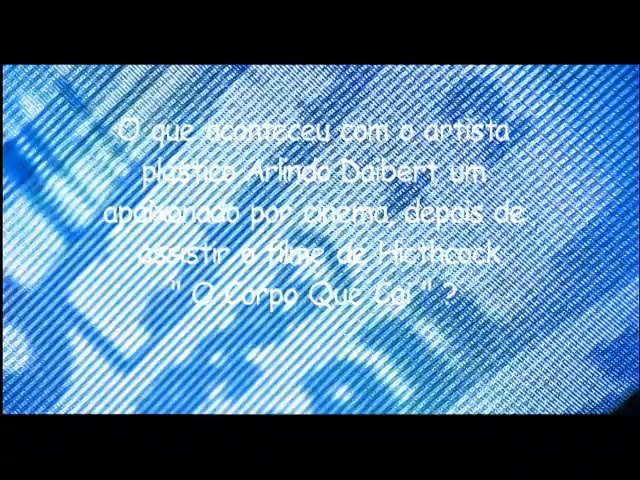 O que aconteceu com o artista
plástico Arlindo Daibert um
apaixonado por cinema, depois de
assistir o filme de Hicthcock
" O Corpo Que Cai " ?